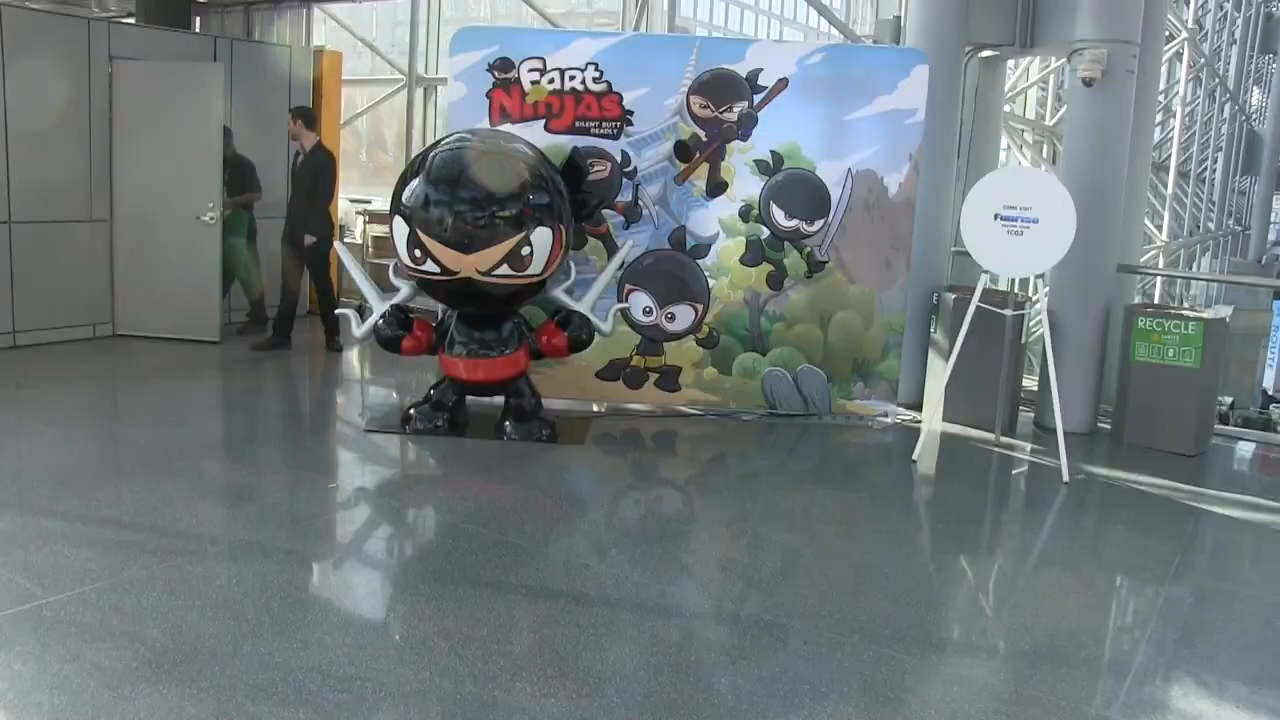 Fart
Ninjas
SILENT BUTT
DEADLY
COME VISIT
Funrise
1C03
RECYCLE